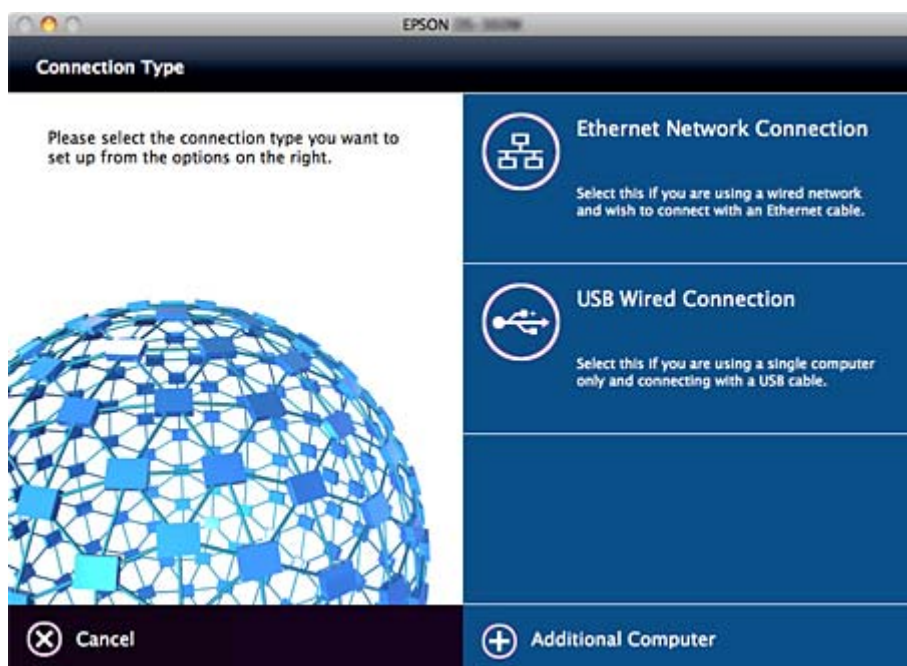 EPSON
Connection Type
Please select the connection type you want to
set up from the options on the right.
Ethernet Network Connection
Select this if you are using a wired network
and wish to connect with an Ethernet cable.
USB Wired Connection
Select this if you are using a single computer
only and connecting with a USB cable.
Cancel
Additional Computer